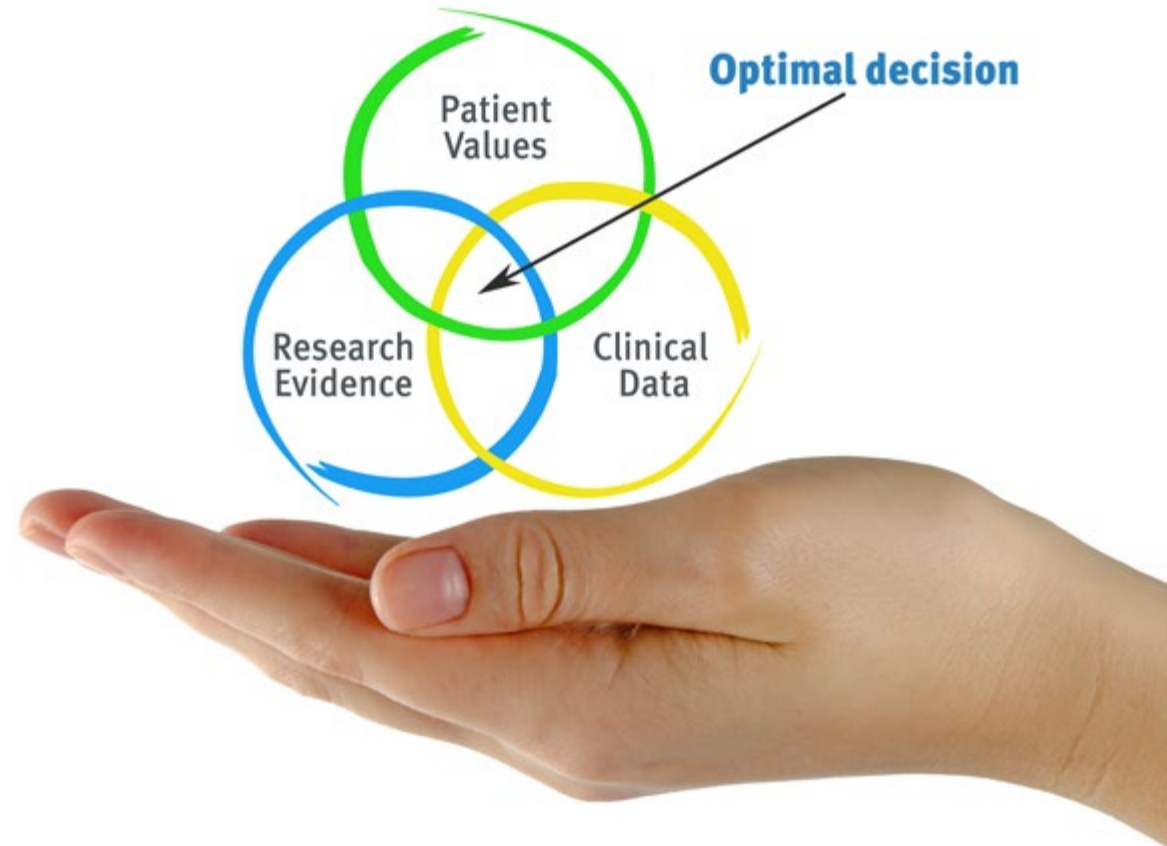 Optimal decision
Patient
Values
Research
Evidence
Clinical
Data